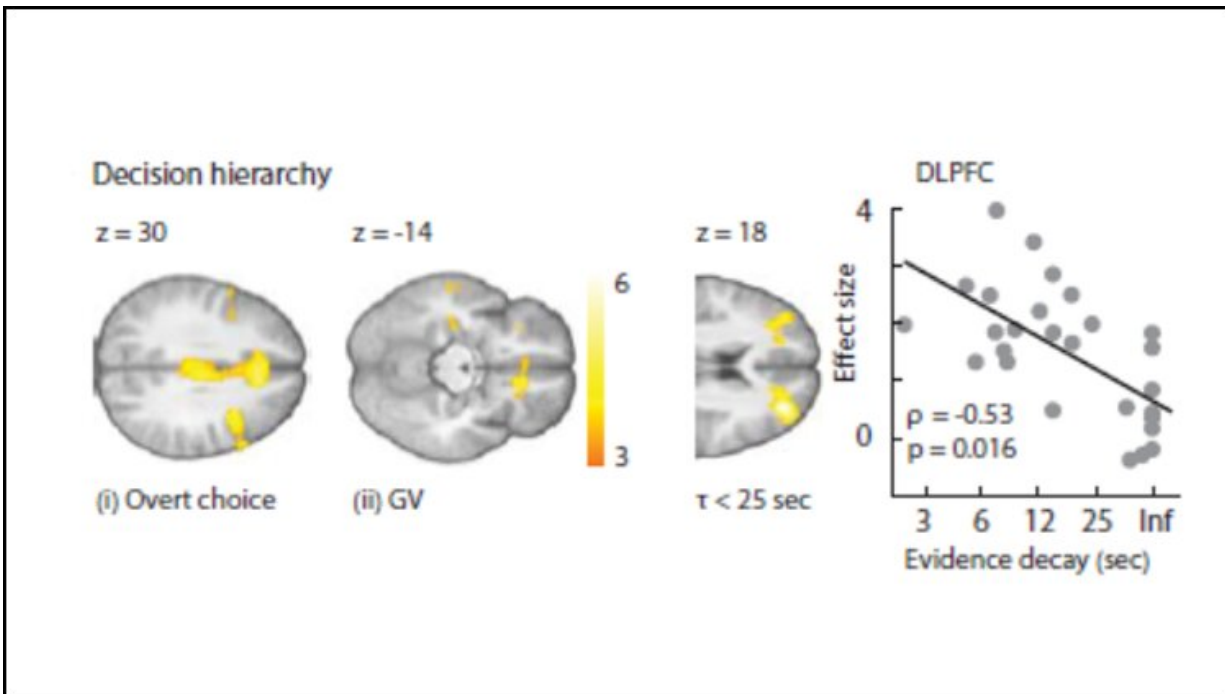 Decision hierarchy
z = 30
z = -14
z = 18
6
3
(i) Overt choice
(ii) GV
τ < 25 sec
DLPFC
4
Effect size
0
ρ = -0.53
p = 0.016
3 6 12 25 Inf
Evidence decay (sec)